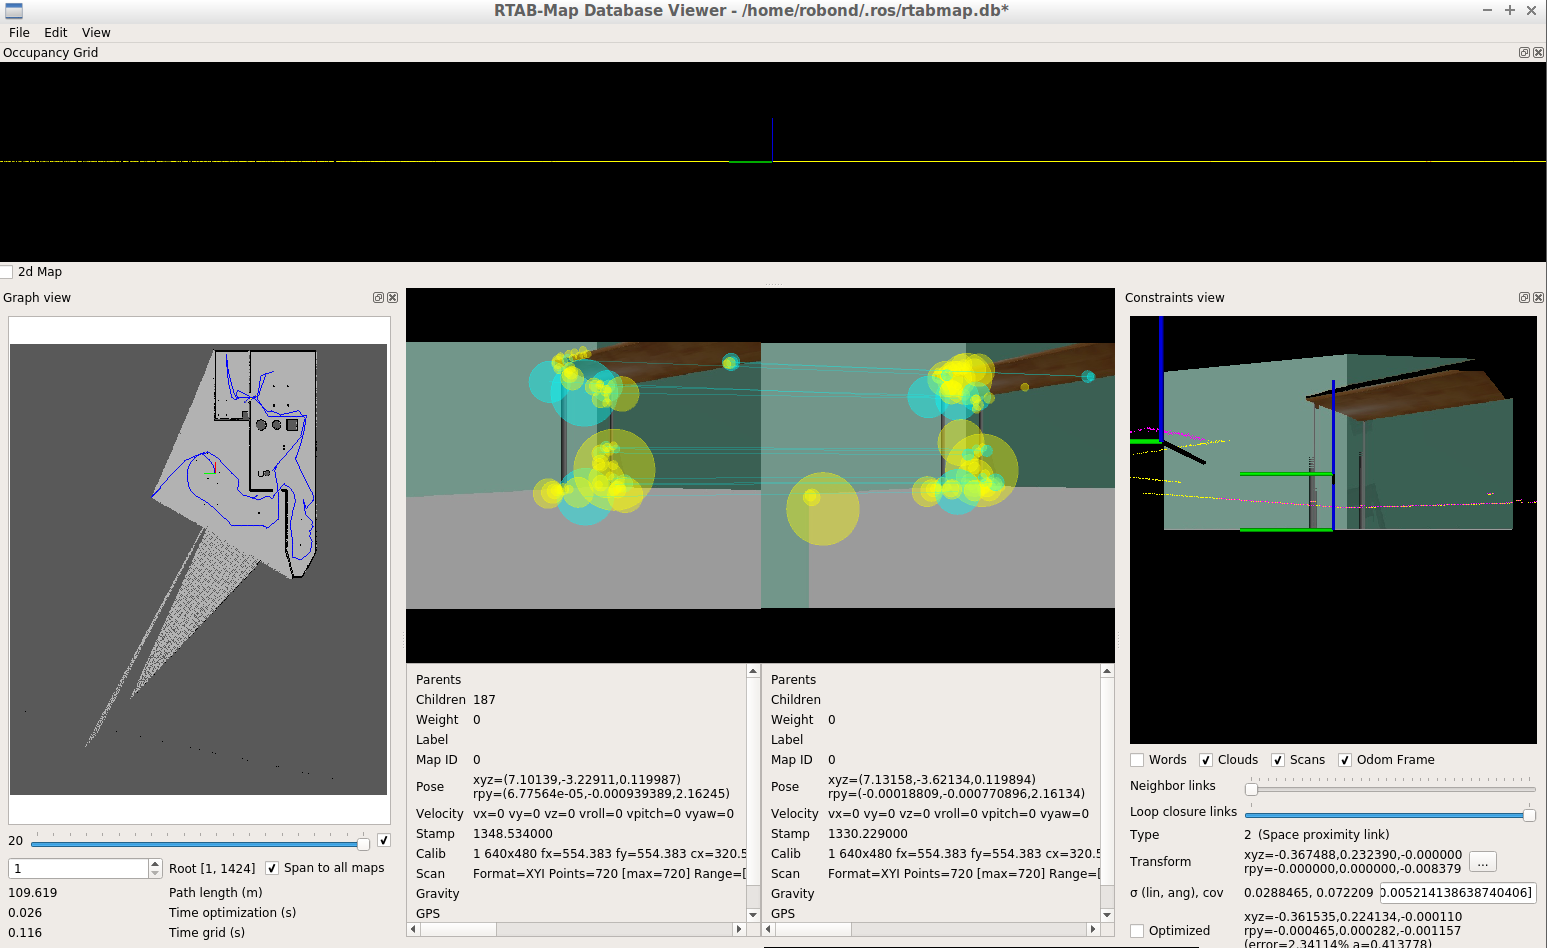 RTAB-Map Database Viewer - /home/robond/.ros/rtabmap.db*
File Edit View
Occupancy Grid
2d Map
Graph view
20
1 Root [1, 1424] Span to all maps
109.619 Path length (m)
0.026 Time optimization (s)
0.116 Time grid (s)
Parents
Children 187
Weight 0
Label
Map ID 0
Pose xyz=(7.10139,-3.22911,0.119987)
rpy=(6.77564e-05,-0.000939389,2.16245)
Velocity vx=0 vy=0 vz=0 vroll=0 vpitch=0 vyaw=0
Stamp 1348.534000
Calib 1 640x480 fx=554.383 fy=554.383 cx=320.5
Scan Format=XYI Points=720 [max=720] Range=[
Gravity
GPS
Parents
Children
Weight 0
Label
Map ID 0
Pose xyz=(7.13158,-3.62134,0.119894)
rpy=(-0.00018809,-0.000770896,2.16134)
Velocity vx=0 vy=0 vz=0 vroll=0 vpitch=0 vyaw=0
Stamp 1330.229000
Calib 1 640x480 fx=554.383 fy=554.383 cx=320.5
Scan Format=XYI Points=720 [max=720] Range=[
Gravity
GPS
Constraints view
Words Clouds Scans Odom Frame
Neighbor links
Loop closure links
Type 2 (Space proximity link)
Transform xyz=-0.367488,0.232390,-0.000000
rpy=-0.000000,0.000000,-0.008379
...
σ (lin, ang), cov 0.0288465, 0.072209 0.005214138638740406]
Optimized xyz=-0.361535,0.224134,-0.000110
rpy=-0.000465,0.000282,-0.001157
(error=2.34114% a=0.413778)